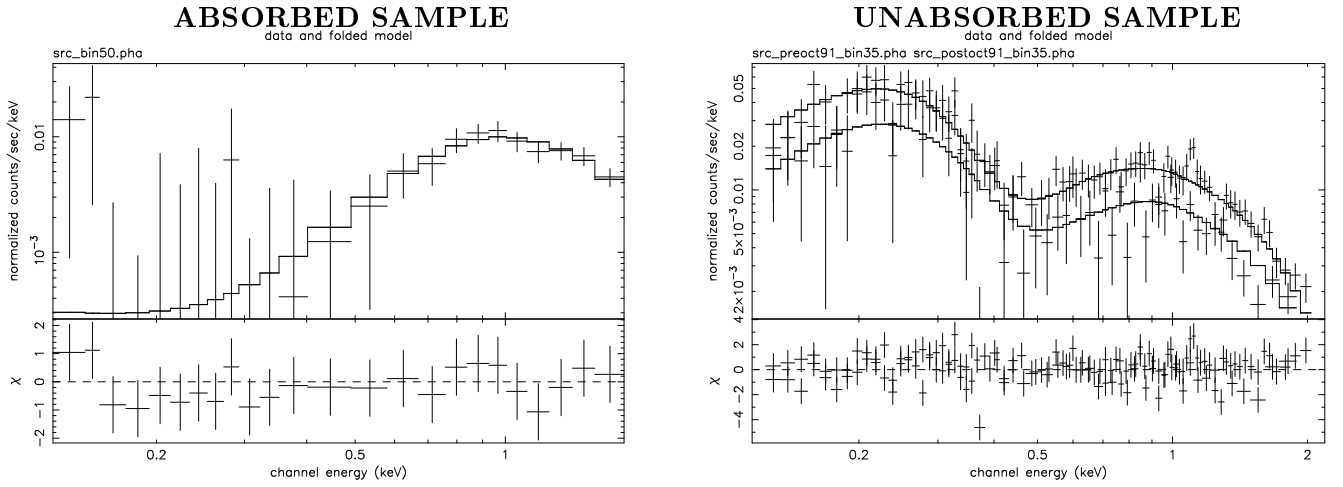 ABSORBED SAMPLE
data and folded model
src_bin50.pha
normalized counts/sec/keV
0.01
10⁻³
χ
2
1
0
−1
−2
0.2 0.5 1
channel energy (keV)
UNABSORBED SAMPLE
data and folded model
src_preoct91_bin35.pha src_postoct91_bin35.pha
normalized counts/sec/keV
0.05
0.02
0.01
5×10⁻³
2×10⁻³
χ
4
2
0
−2
−4
0.2 0.5 1 2
channel energy (keV)